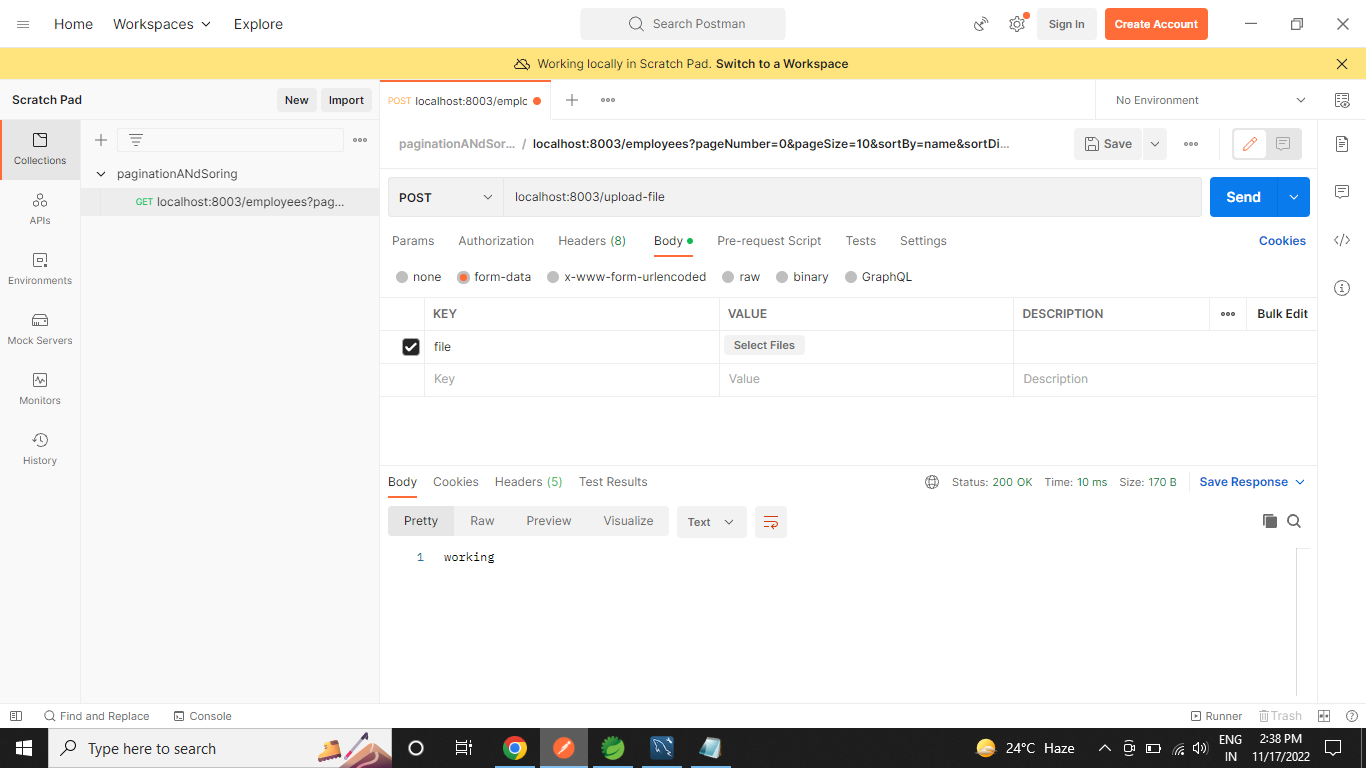 Home Workspaces Explore Search Postman Sign In Create Account
Working locally in Scratch Pad. Switch to a Workspace
Scratch Pad New Import POST localhost:8003/emplc No Environment
Collections
APIs
Environments
Mock Servers
Monitors
History
paginationANdSoring
GET localhost:8003/employees?pag...
paginationANdSor... / localhost:8003/employees?pageNumber=0&pageSize=10&sortBy=name&sortDi... Save
POST localhost:8003/upload-file Send
Params Authorization Headers (8) Body Pre-request Script Tests Settings Cookies
none form-data x-www-form-urlencoded raw binary GraphQL
KEY VALUE DESCRIPTION Bulk Edit
file Select Files
Key Value Description
Body Cookies Headers (5) Test Results Status: 200 OK Time: 10 ms Size: 170 B Save Response
Pretty Raw Preview Visualize Text
1 working
Find and Replace Console Runner Trash
Type here to search 24°C Haze ENG IN 2:38 PM 11/17/2022